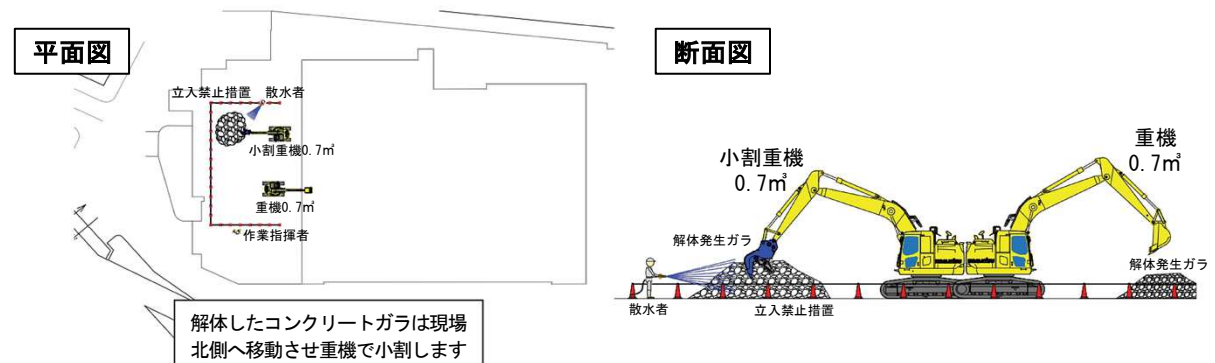 平面図
立入禁止措置 散水者
小割重機0.7㎥
重機0.7㎥
作業指揮者
解体したコンクリートガラは現場
北側へ移動させ重機で小割します
断面図
小割重機
0.7㎥
重機
0.7㎥
解体発生ガラ
解体発生ガラ
散水者
立入禁止措置